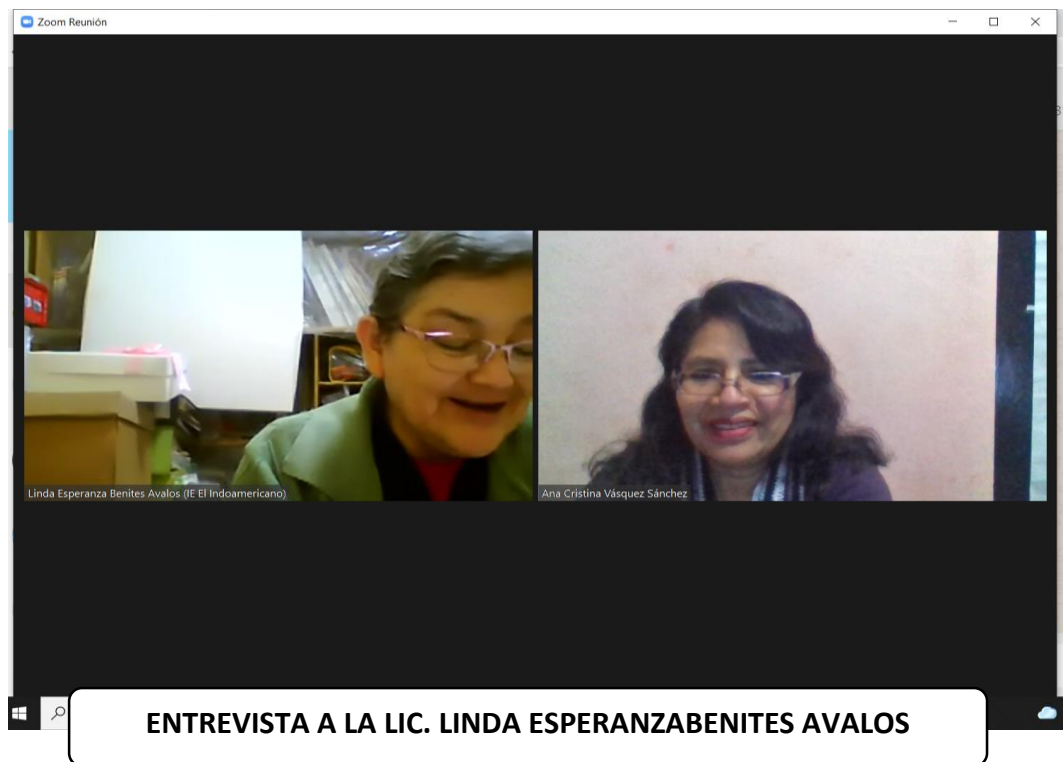 Zoom Reunión
Linda Esperanza Benites Avalos (IE El Indoamericano)
Ana Cristina Vásquez Sánchez
ENTREVISTA A LA LIC. LINDA ESPERANZABENITES AVALOS